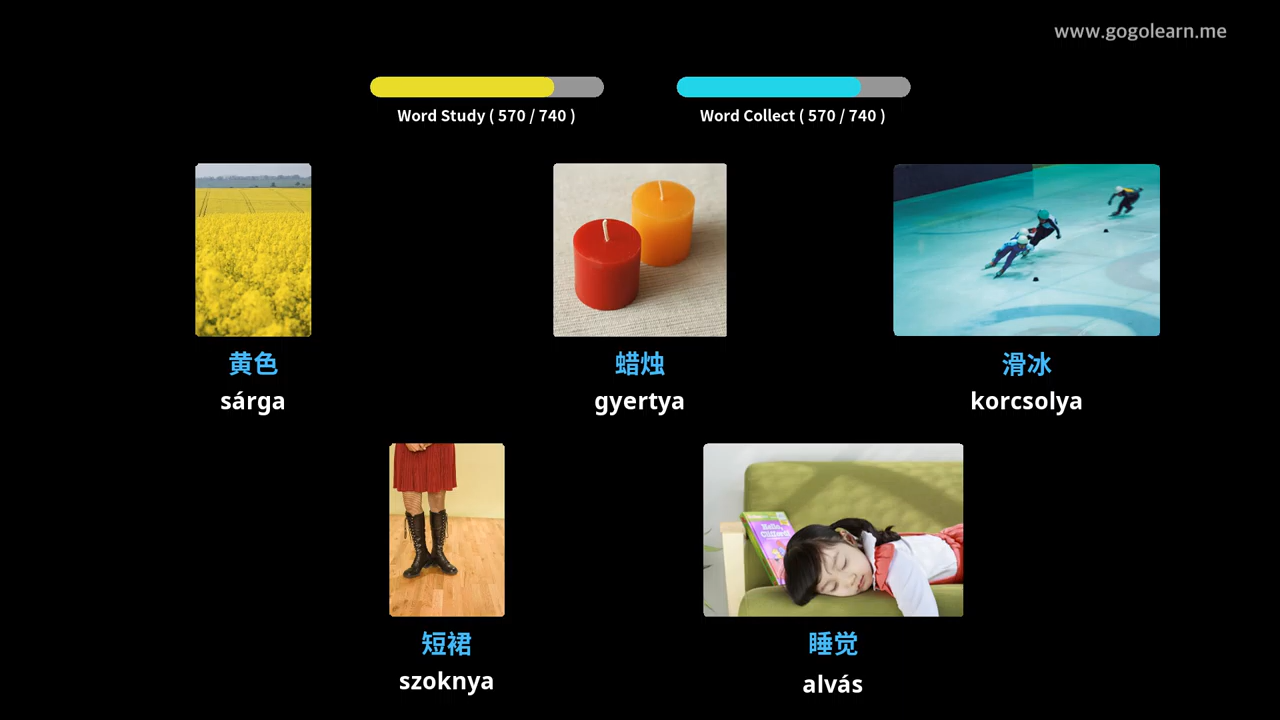 www.gogolearn.me
Word Study ( 570 / 740 )
Word Collect ( 570 / 740 )
黄色
sárga
蜡烛
gyertya
滑冰
korcsolya
短裙
szoknya
睡觉
alvás